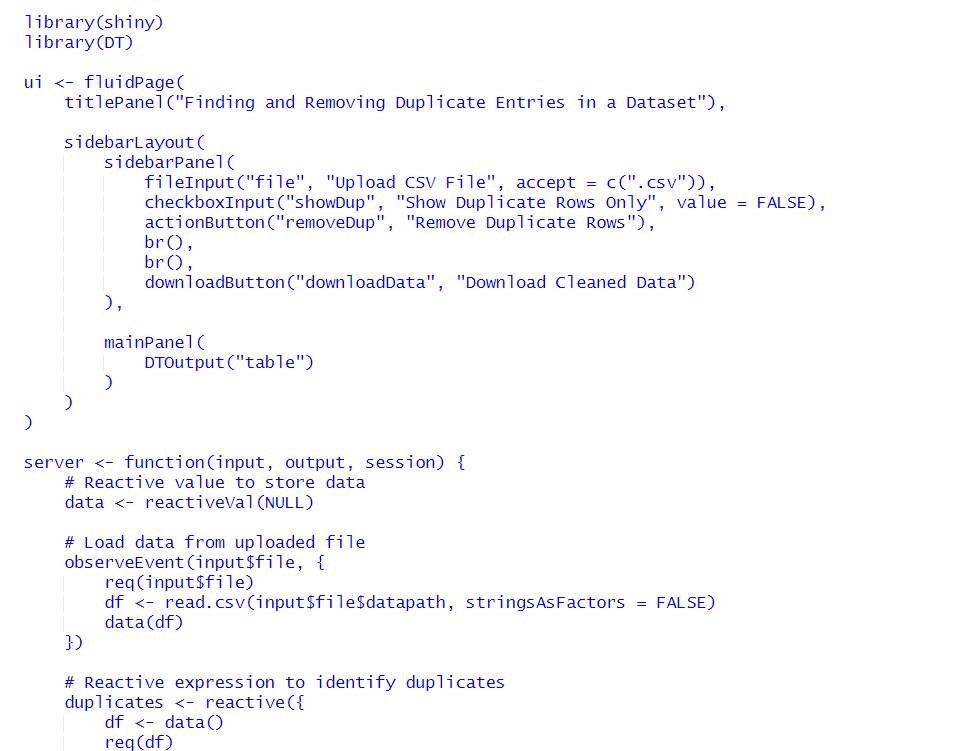 library(shiny)
library(DT)

ui <- fluidPage(
    titlePanel("Finding and Removing Duplicate Entries in a Dataset"),

    sidebarLayout(
        sidebarPanel(
            fileInput("file", "Upload CSV File", accept = c(".csv")),
            checkboxInput("showDup", "Show Duplicate Rows Only", value = FALSE),
            actionButton("removeDup", "Remove Duplicate Rows"),
            br(),
            br(),
            downloadButton("downloadData", "Download Cleaned Data")
        ),

        mainPanel(
            DTOutput("table")
        )
    )
)

server <- function(input, output, session) {
    # Reactive value to store data
    data <- reactiveVal(NULL)

    # Load data from uploaded file
    observeEvent(input$file, {
        req(input$file)
        df <- read.csv(input$file$datapath, stringsAsFactors = FALSE)
        data(df)
    })

    # Reactive expression to identify duplicates
    duplicates <- reactive({
        df <- data()
        req(df)